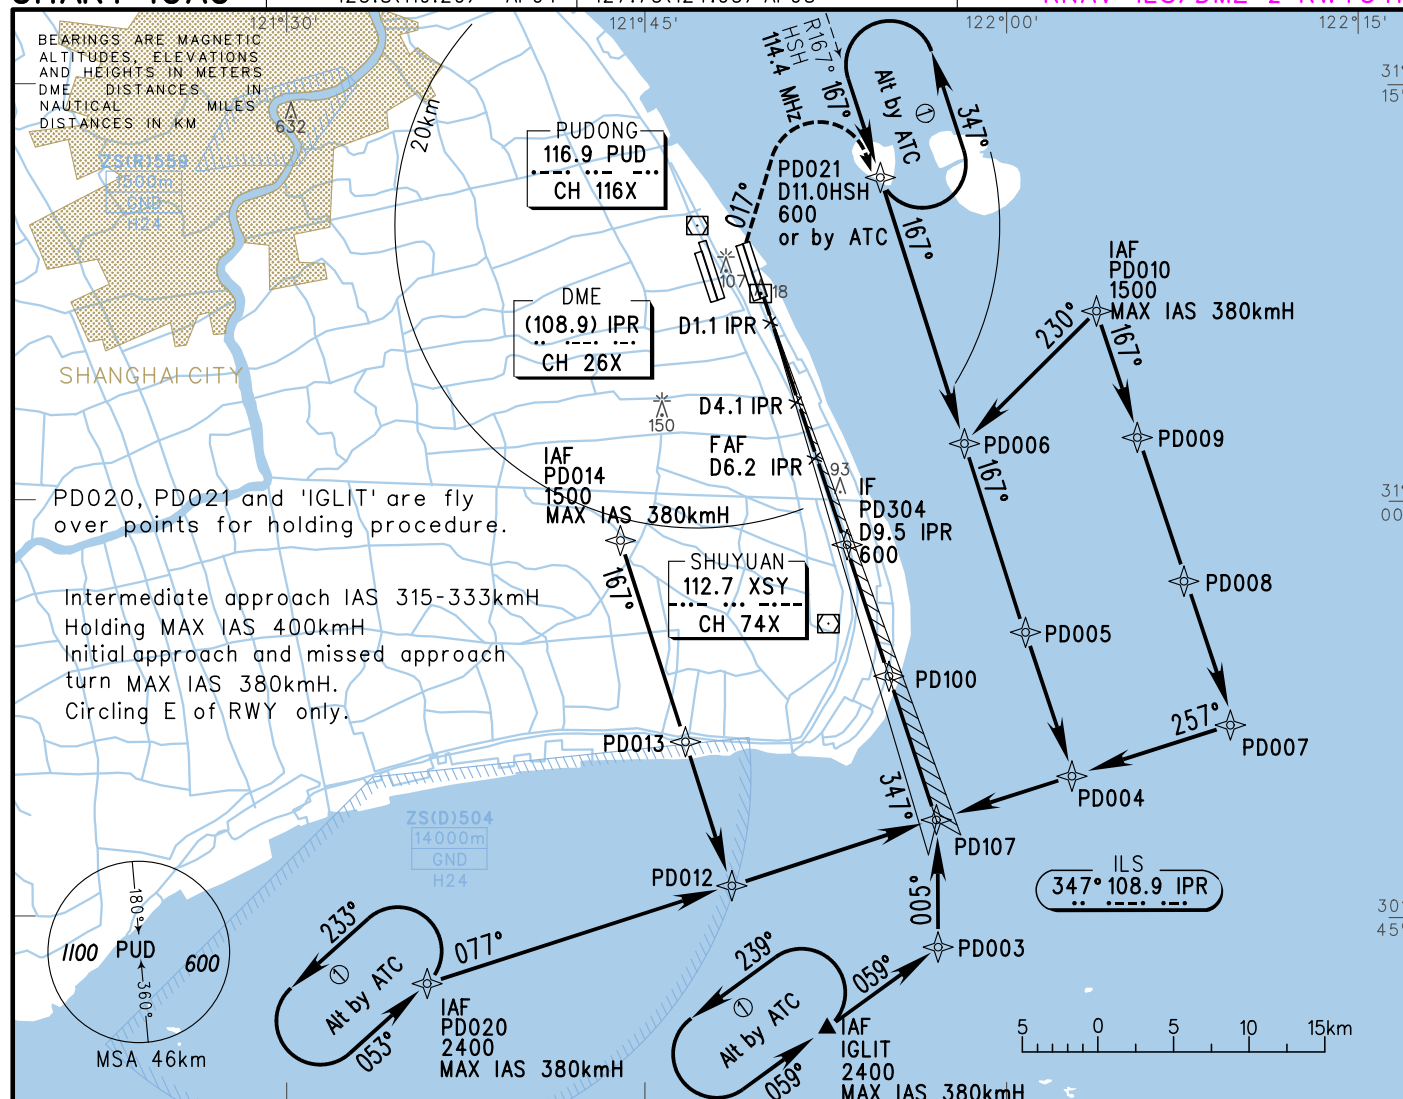 121°30'
121°45'
122°00'
122°15'
BEARINGS ARE MAGNETIC
ALTITUDES, ELEVATIONS
AND HEIGHTS IN METERS
DME DISTANCES IN
NAUTICAL MILES
DISTANCES IN KM
632
ZS(R)559
1500m
GND
H24
SHANGHAI CITY
20km
PUDONG
116.9 PUD
CH 116X
DME
(108.9) IPR
CH 26X
R167°
HSH
114.4 MHz
167°
Alt by ATC
①
347°
017°
PD021
D11.0HSH
600
or by ATC
167°
107
18
D1.1 IPR
D4.1 IPR
150
FAF
D6.2 IPR
93
IAF
PD010
1500
MAX IAS 380kmH
230°
167°
PD006
PD009
167°
31°
15'
31°
00'
IAF
PD014
1500
MAX IAS 380kmH
IF
PD304
D9.5 IPR
600
PD020, PD021 and 'IGLIT' are fly
over points for holding procedure.
SHUYUAN
112.7 XSY
CH 74X
167°
PD008
PD005
Intermediate approach IAS 315-333kmH
Holding MAX IAS 400kmH
Initial approach and missed approach
turn MAX IAS 380kmH.
Circling E of RWY only.
PD100
PD013
257°
PD007
PD004
347°
ZS(D)504
14000m
GND
H24
PD107
PD012
ILS
347° 108.9 IPR
0005°
PD003
180°
1100
PUD
600
360°
MSA 46km
233°
①
Alt by ATC
053°
077°
IAF
PD020
2400
MAX IAS 380kmH
239°
①
Alt by ATC
059°
059°
IAF
IGLIT
2400
MAX IAS 380kmH
30°
45'
5 0 5 10 15km